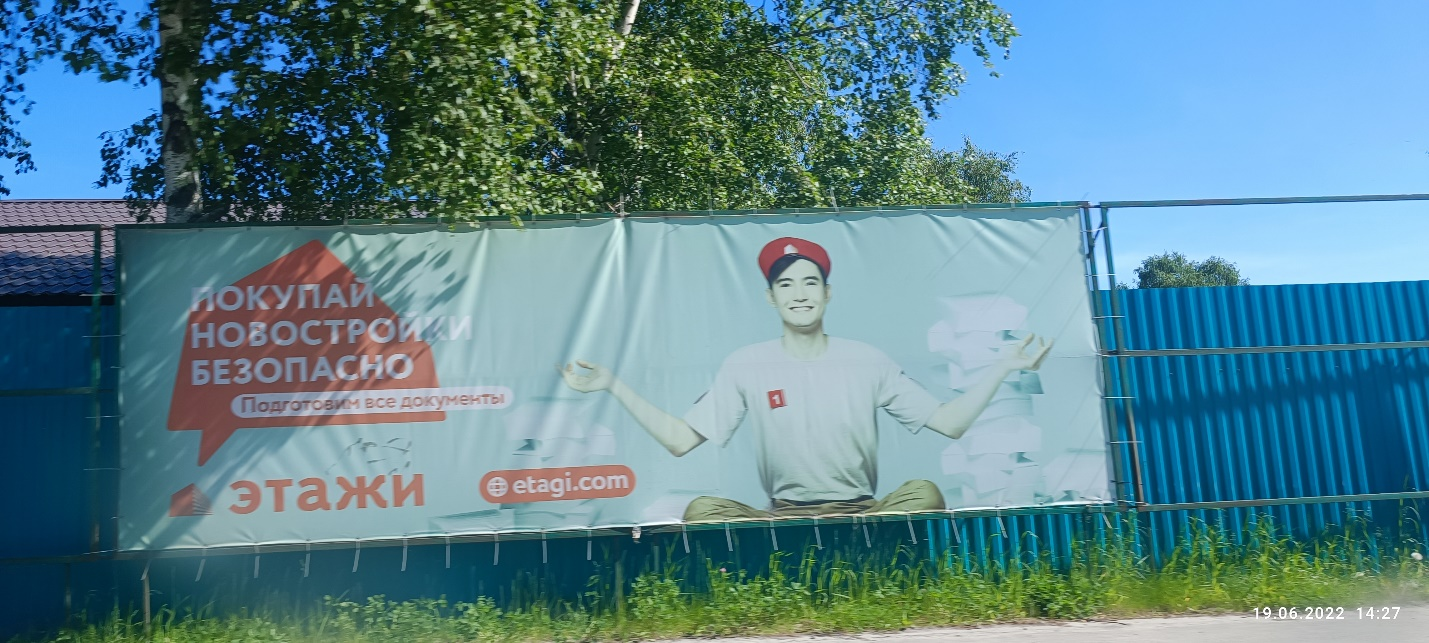 ПОКУПАЙ
НОВОСТРОЙКИ
БЕЗОПАСНО
Подготовим все документы
этажи
etagi.com
1
19.06.2022 14:27